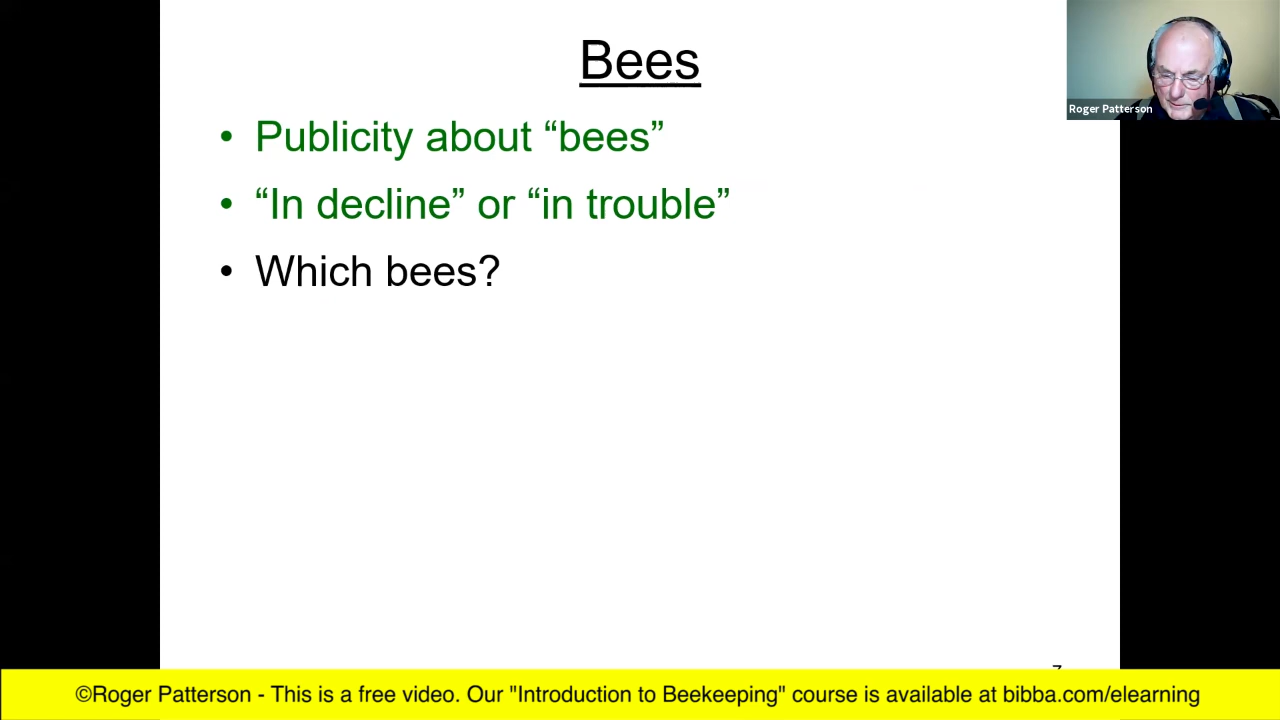 Bees
Roger Patterson
• Publicity about “bees”
• “In decline” or “in trouble”
• Which bees?
©Roger Patterson - This is a free video. Our "Introduction to Beekeeping" course is available at bibba.com/elearning